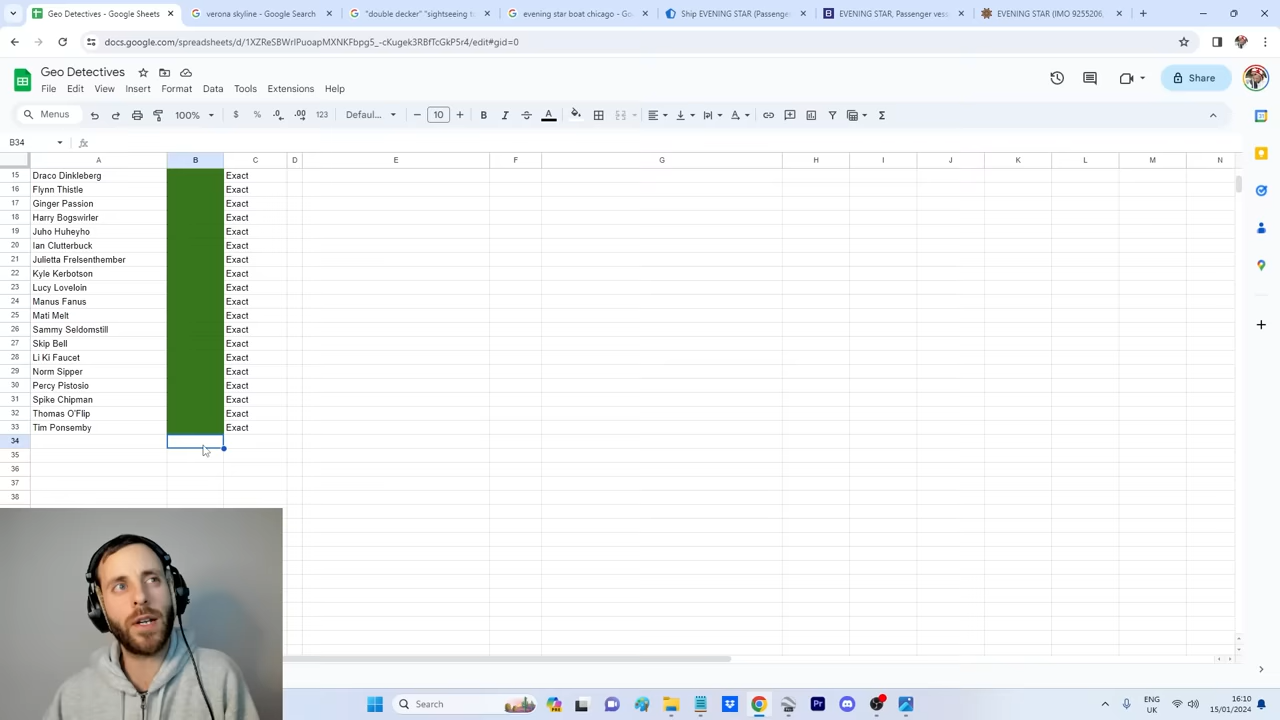 Geo Detectives - Google Sheets
verona skyline - Google Search
"double decker" "sightseeing
evening star boat chicago - Go
Ship EVENING STAR (Passenger
EVENING STAR, Passenger vess
EVENING STAR (IMO 9255206,
docs.google.com/spreadsheets/d/1XZReSBWrlPuoapMXNKFbpg5_-cKugek3RBfTcGkP5r4/edit#gid=0
Geo Detectives
File Edit View Insert Format Data Tools Extensions Help
Share
Menus 100% $ % .0 .00 123 Defaul... 10 B I A
B34 fx
A B C D E F G H I J K L M N
15 Draco Dinkleberg Exact
16 Flynn Thistle Exact
17 Ginger Passion Exact
18 Harry Bogswirler Exact
19 Juho Huheyho Exact
20 Ian Clutterbuck Exact
21 Julietta Frelsenthember Exact
22 Kyle Kerbotson Exact
23 Lucy Loveloin Exact
24 Manus Fanus Exact
25 Mati Melt Exact
26 Sammy Seldomstill Exact
27 Skip Bell Exact
28 Li Ki Faucet Exact
29 Norm Sipper Exact
30 Percy Pistosio Exact
31 Spike Chipman Exact
32 Thomas O'Flip Exact
33 Tim Ponsemby Exact
34
35
36
37
38
Search
Pr
ENG
UK
16:10
15/01/2024